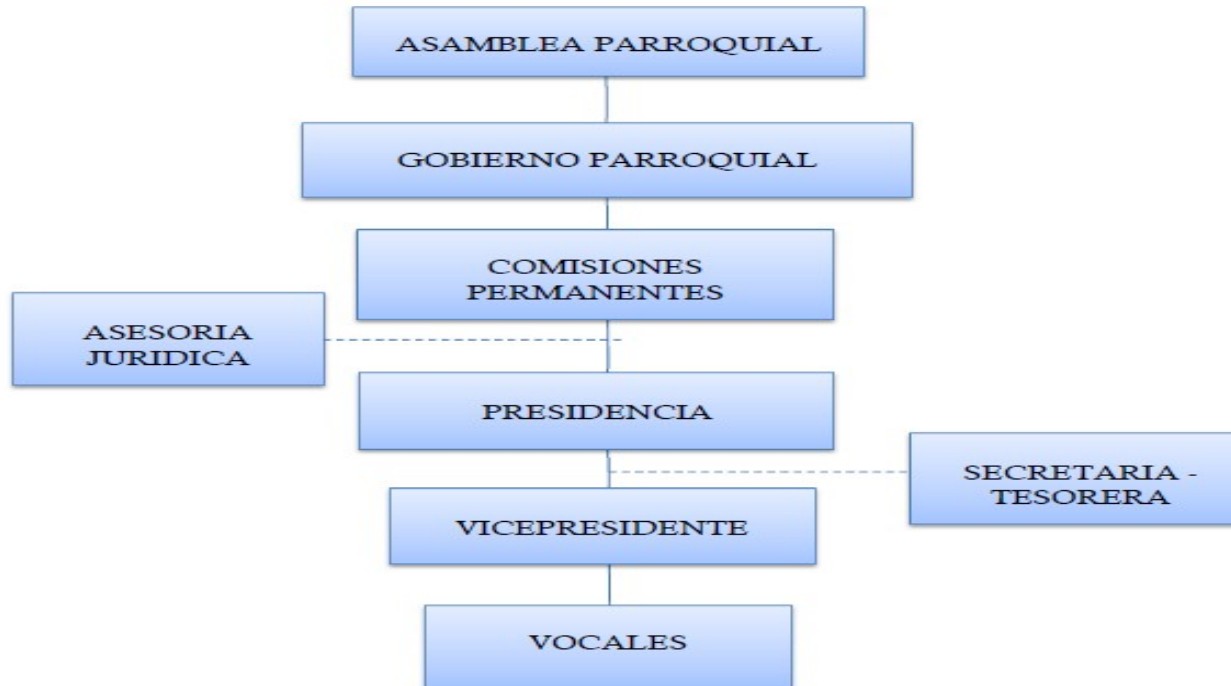 ASAMBLEA PARROQUIAL
GOBIERNO PARROQUIAL
COMISIONES
PERMANENTES
ASESORIA
JURIDICA
PRESIDENCIA
SECRETARIA -
TESORERA
VICEPRESIDENTE
VOCALES